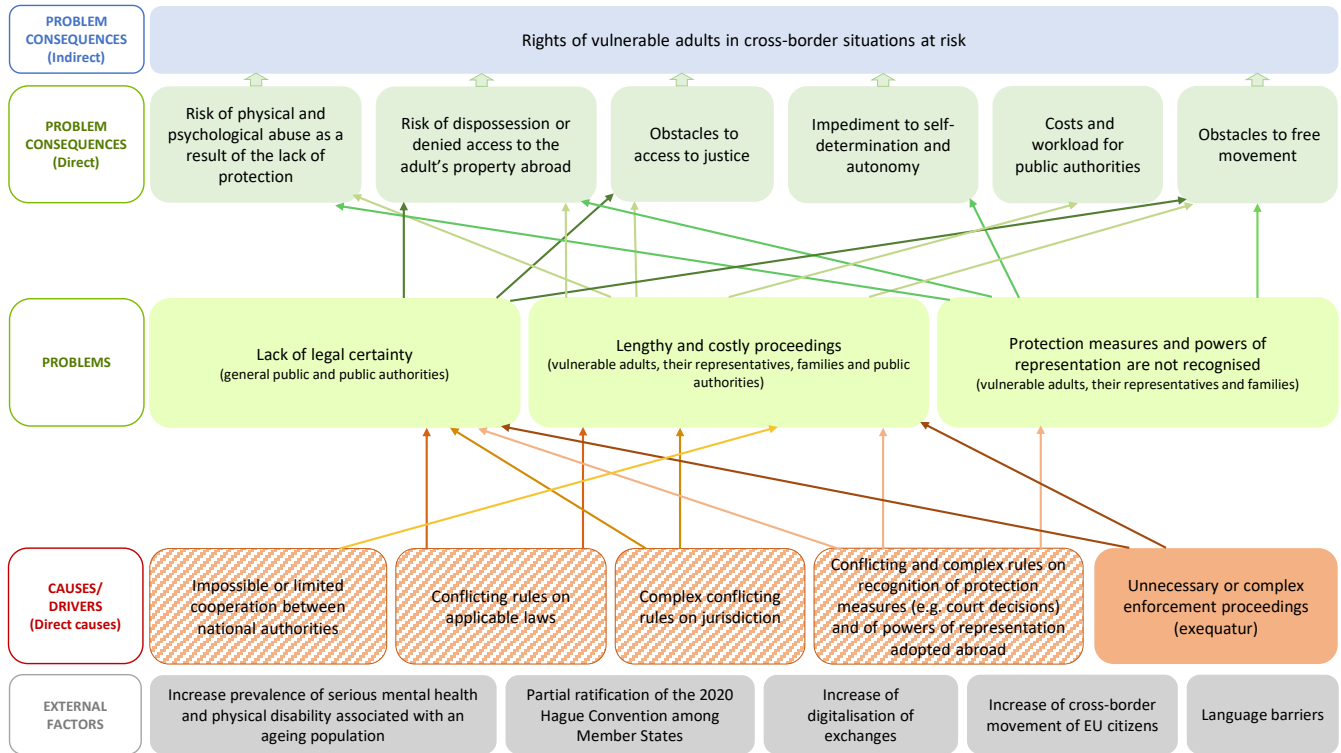 PROBLEM
CONSEQUENCES
(Indirect)
Rights of vulnerable adults in cross-border situations at risk
PROBLEM
CONSEQUENCES
(Direct)
Risk of physical and
psychological abuse as a
result of the lack of
protection
Risk of dispossession or
denied access to the
adult's property abroad
Obstacles to
access to justice
Impediment to self-
determination and
autonomy
Costs and
workload for
public authorities
Obstacles to free
movement
PROBLEMS
Lack of legal certainty
(general public and public authorities)
Lengthy and costly proceedings
(vulnerable adults, their representatives, families and public
authorities)
Protection measures and powers of
representation are not recognised
(vulnerable adults, their representatives and families)
CAUSES/
DRIVERS
(Direct causes)
Impossible or limited
cooperation between
national authorities
Conflicting rules on
applicable laws
Complex conflicting
rules on jurisdiction
Conflicting and complex rules on
recognition of protection
measures (e.g. court decisions)
and of powers of representation
adopted abroad
Unnecessary or complex
enforcement proceedings
(exequatur)
EXTERNAL
FACTORS
Increase prevalence of serious mental health
and physical disability associated with an
ageing population
Partial ratification of the 2020
Hague Convention among
Member States
Increase of
digitalisation of
exchanges
Increase of cross-border
movement of EU citizens
Language barriers